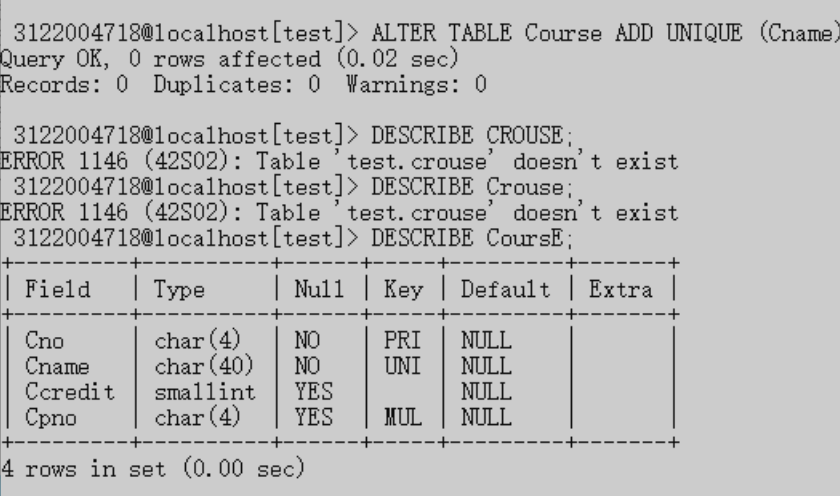 3122004718@localhost[test]> ALTER TABLE Course ADD UNIQUE (Cname)
Query OK, 0 rows affected (0.02 sec)
Records: 0  Duplicates: 0  Warnings: 0
3122004718@localhost[test]> DESCRIBE CROUSE;
ERROR 1146 (42S02): Table 'test.crouse' doesn't exist
3122004718@localhost[test]> DESCRIBE Crouse;
ERROR 1146 (42S02): Table 'test.crouse' doesn't exist
3122004718@localhost[test]> DESCRIBE CoursE;
+----------+----------+------+-----+---------+-------+
| Field    | Type     | Null | Key | Default | Extra |
+----------+----------+------+-----+---------+-------+
| Cno      | char(4)  | NO   | PRI | NULL    |       |
| Cname    | char(40) | NO   | UNI | NULL    |       |
| Ccredit  | smallint | YES  |     | NULL    |       |
| Cpno     | char(4)  | YES  | MUL | NULL    |       |
+----------+----------+------+-----+---------+-------+
4 rows in set (0.00 sec)